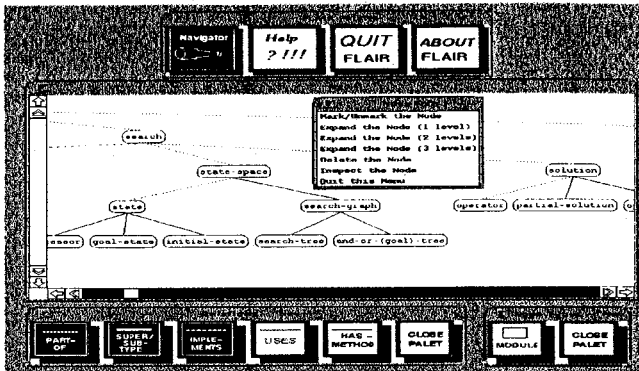 Navigator
Help
? !!!
QUIT
FLAIR
ABOUT
FLAIR
Mark/Unmark the Node
Expand the Node (1 level)
Expand the Node (2 levels)
Expand the Node (3 levels)
Delete the Node
Inspect the Node
Quit this Menu
search
state-space
solution
state
search-graph
operator
partial-solution
essor
goal-state
initial-state
search-tree
and-or-(goal)-tree
PART-
OF
SUPER/
SUB
TYPE
IMPLE-
MENTS
USES
HAS-
METHOD
CLOSE
PALET
MODULE
CLOSE
PALET